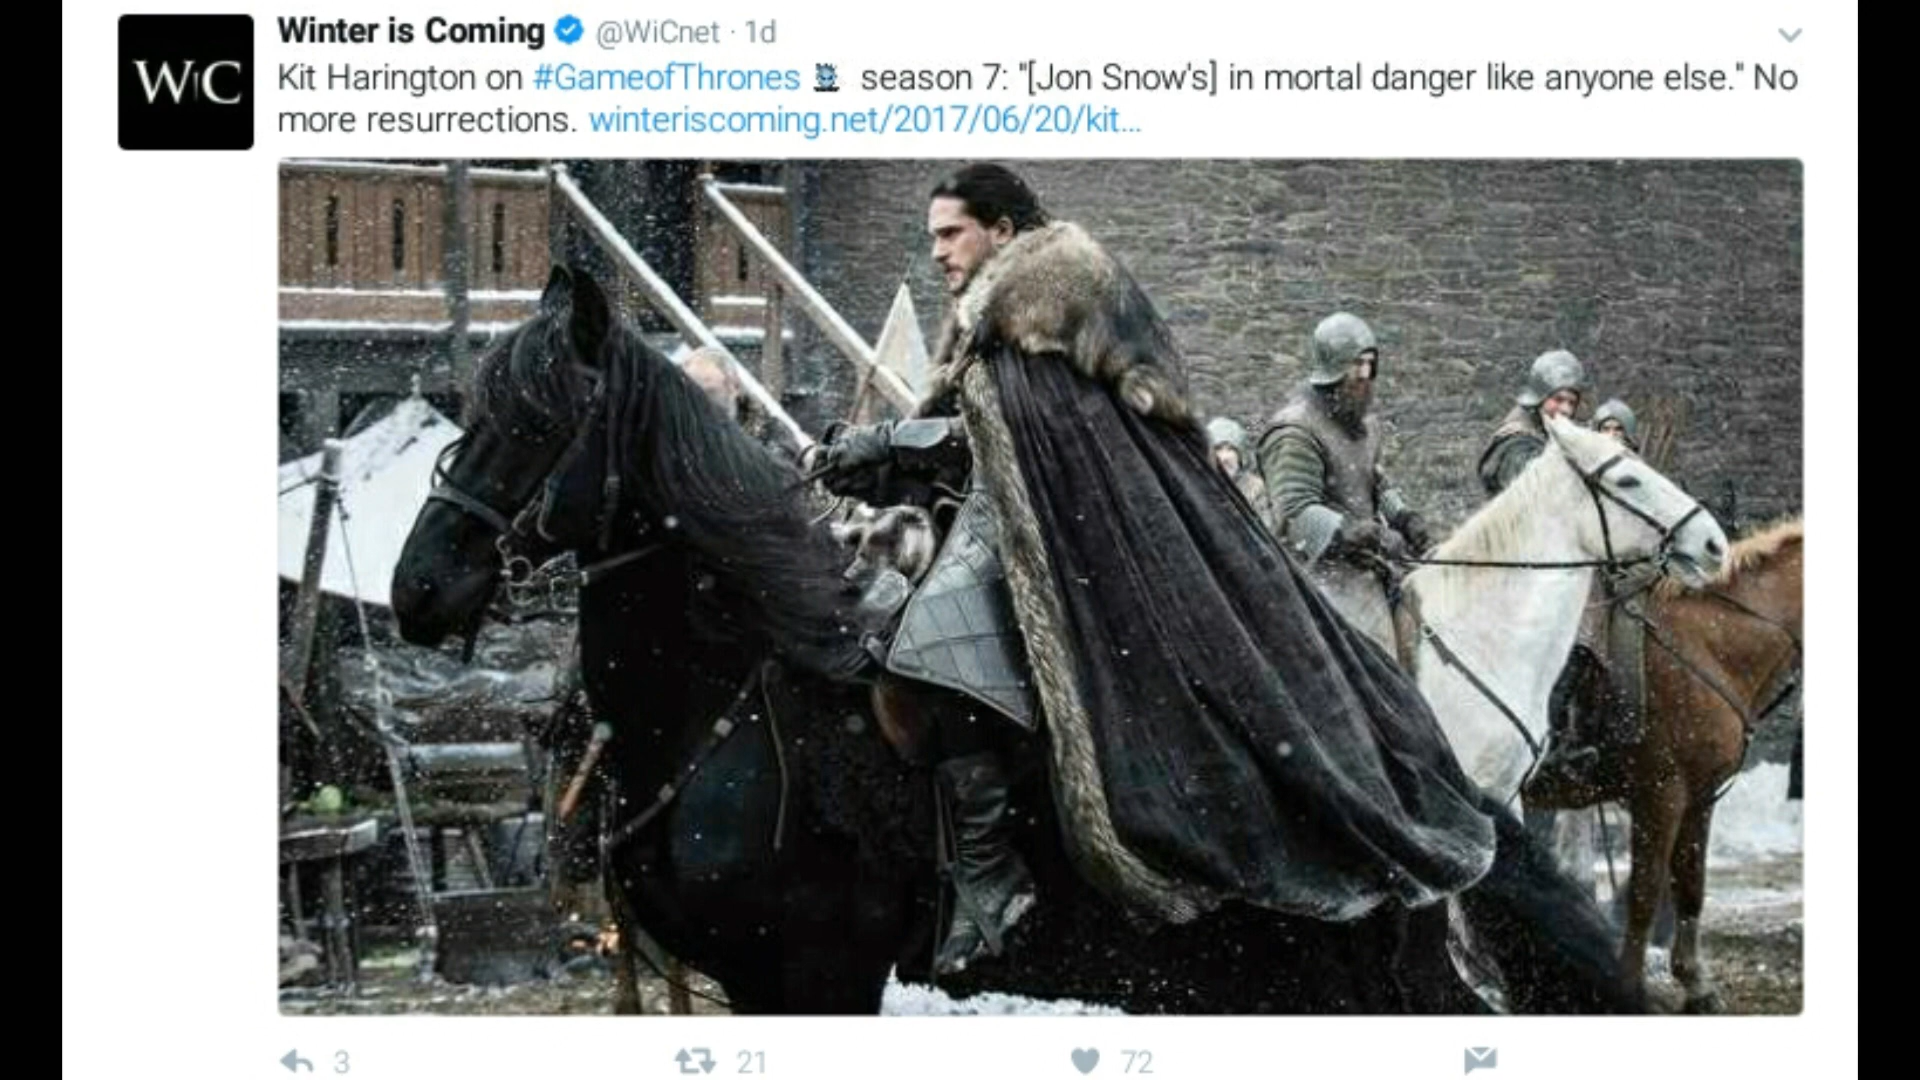 WiC
Winter is Coming @WiCnet · 1d
Kit Harington on #GameofThrones season 7: "[Jon Snow's] in mortal danger like anyone else." No
more resurrections. winteriscoming.net/2017/06/20/kit...
3 21 72